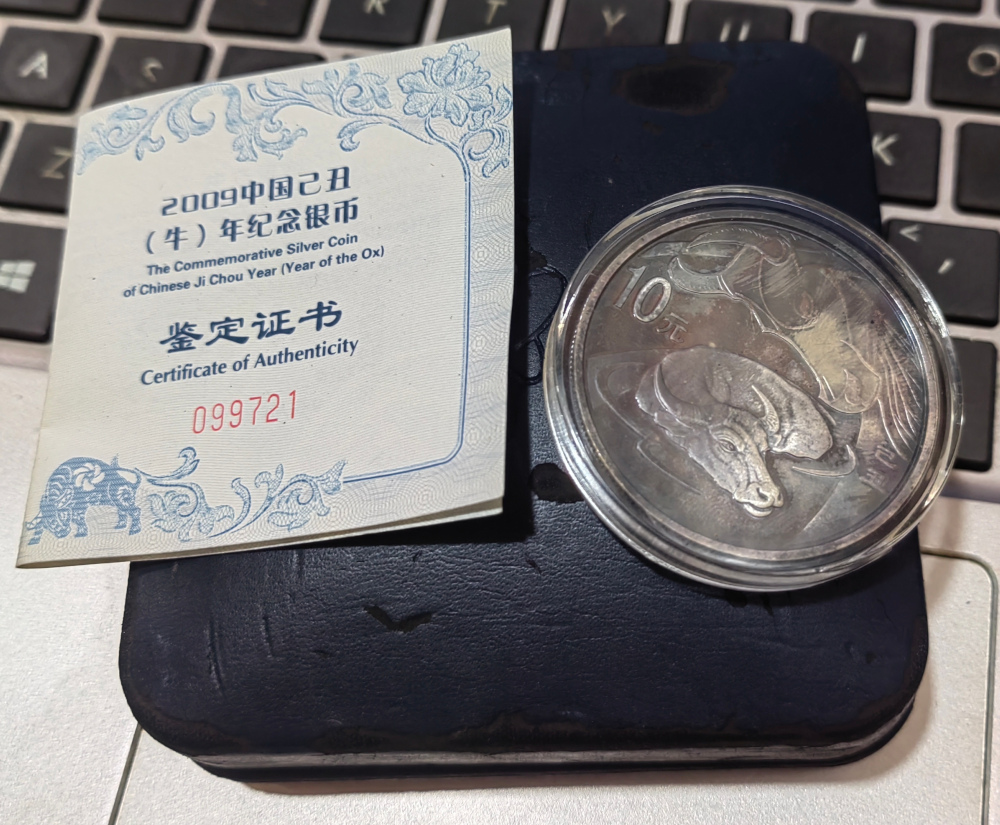 2009中国己丑
（牛）年纪念银币
The Commemorative Silver Coin
of Chinese Ji Chou Year (Year of the Ox)
鉴定证书
Certificate of Authenticity
099721
10元
A
S
K
T
Y
U
I
O
Z
K
<
,